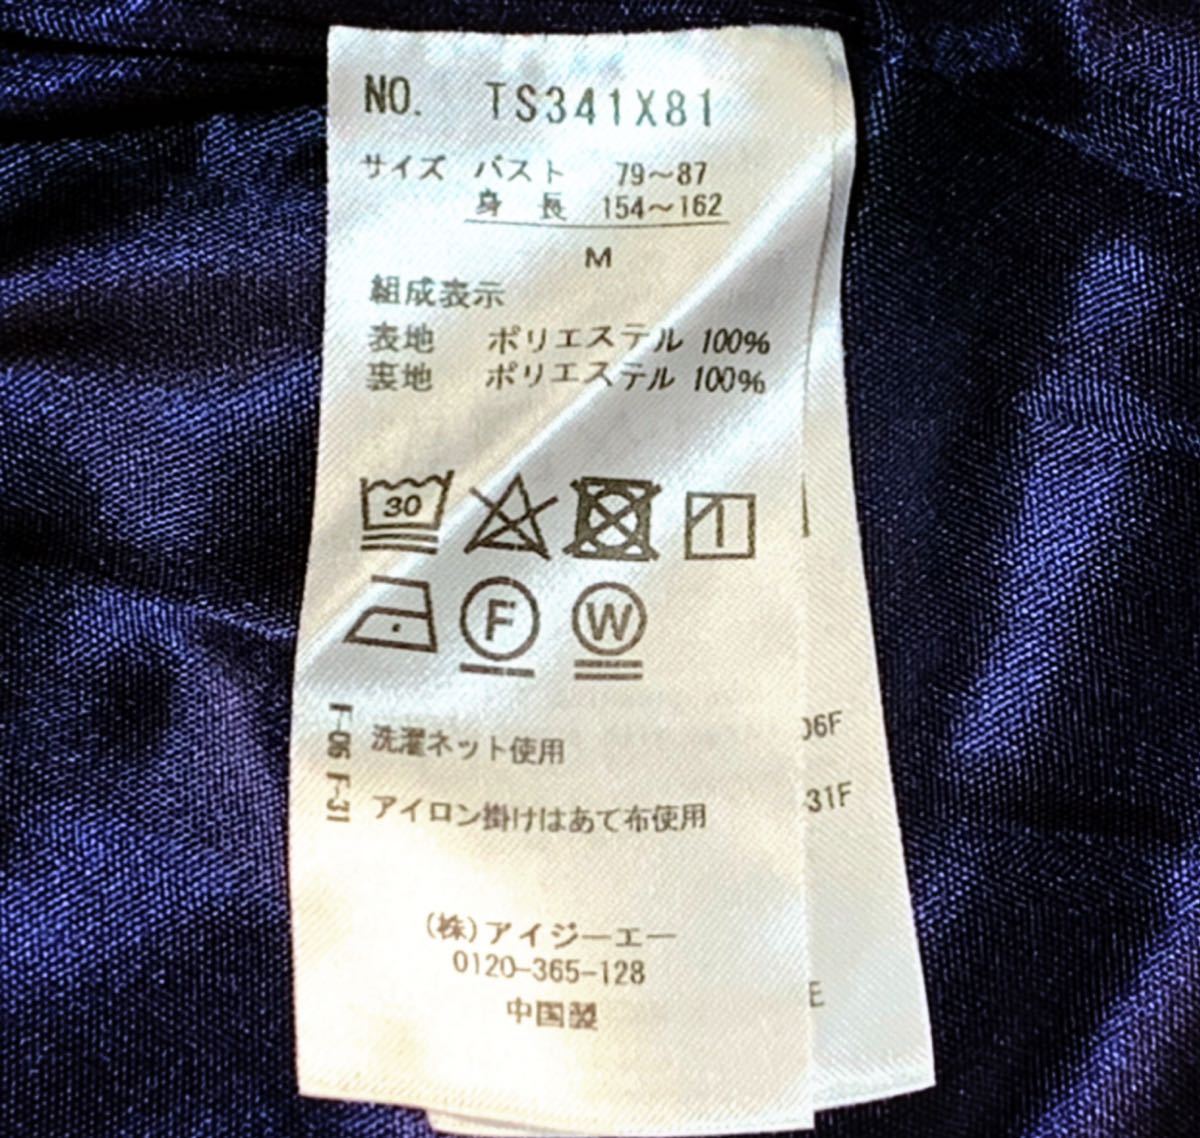 NO. TS341X81
サイズ バスト 79～87
身 長 154～162
M
組成表示
表地 ポリエステル 100%
裏地 ポリエステル 100%
30
F
W
F-06 F-31
洗濯ネット使用
アイロン掛けはあて布使用
(株)アイジーエー
0120-365-128
中国製
06F
31F
E